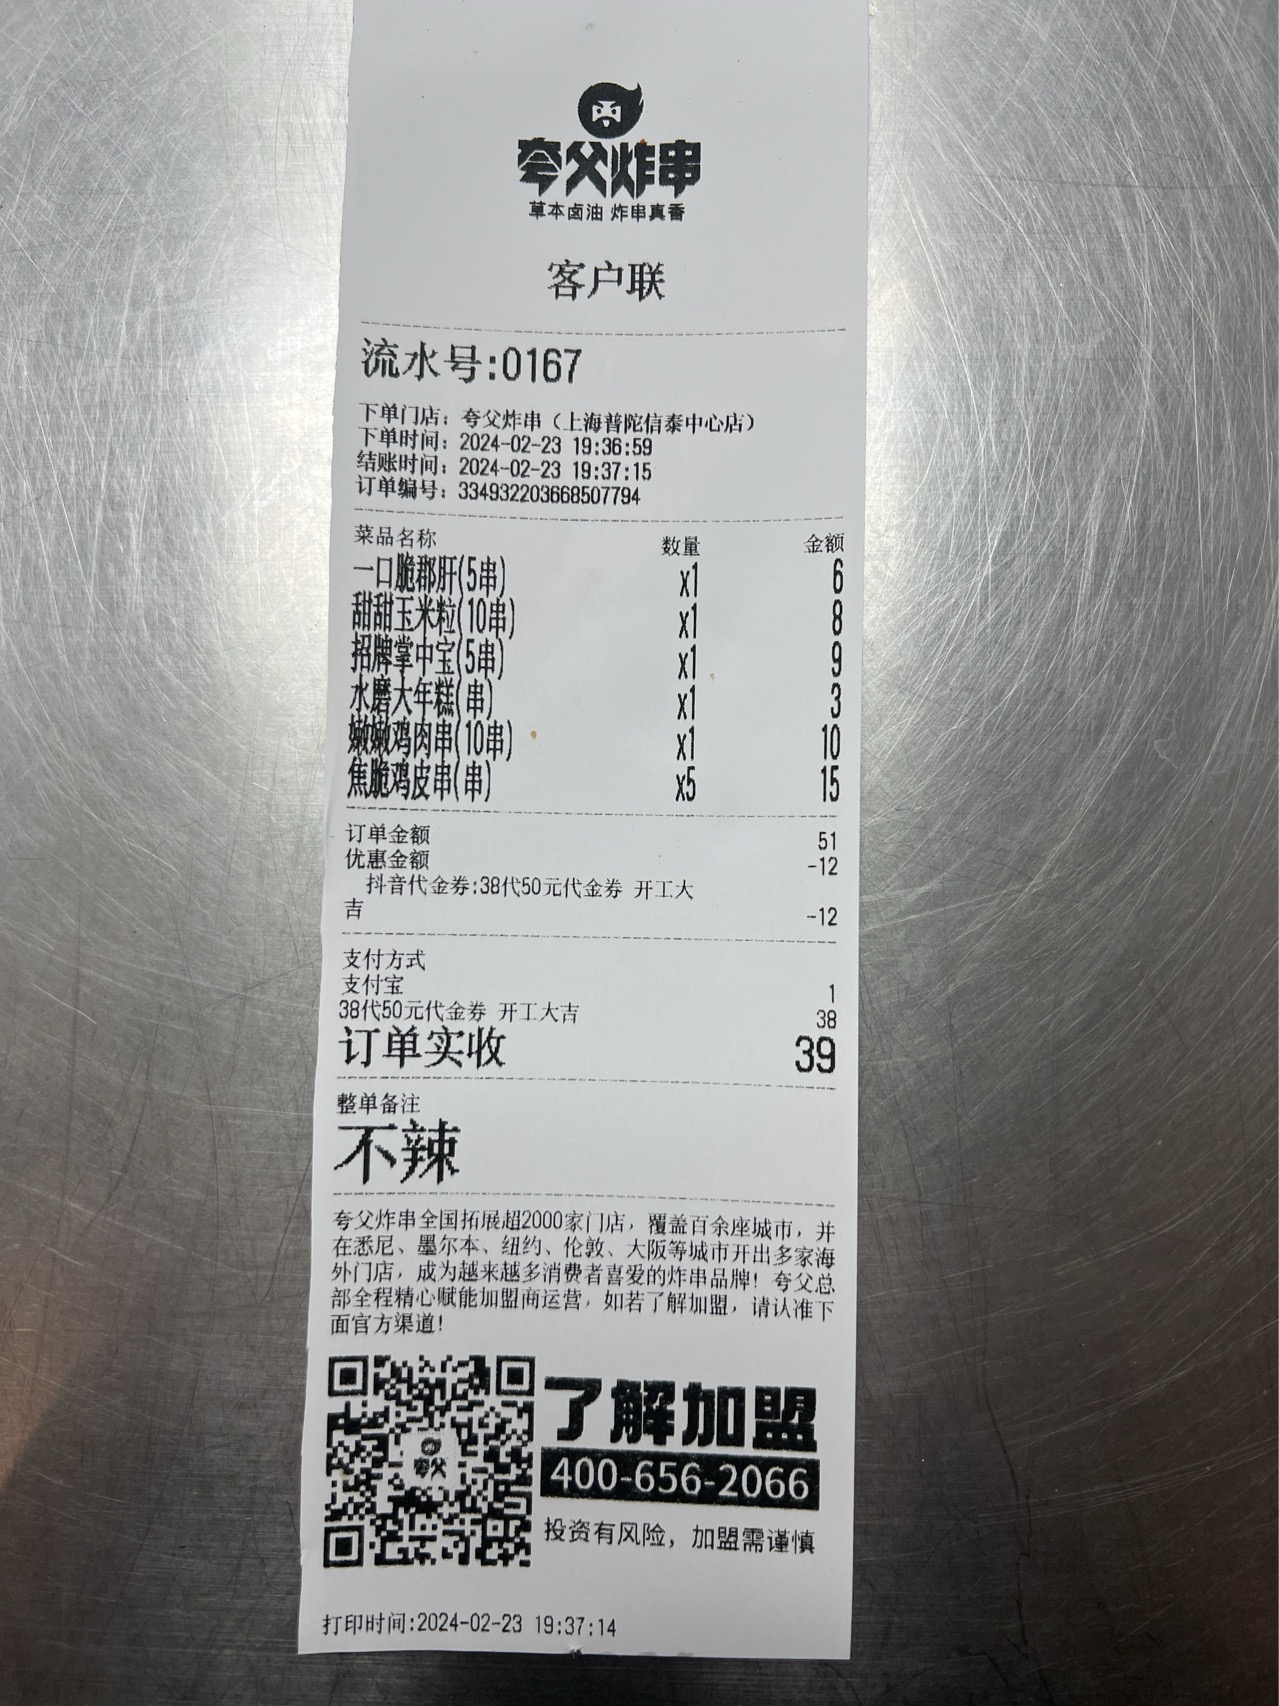 夸父炸串
草本卤油 炸串真香
客户联
流水号:0167
下单门店：夸父炸串（上海普陀信泰中心店）
下单时间：2024-02-23 19:36:59
结账时间：2024-02-23 19:37:15
订单编号：334932203668507794
菜品名称 数量 金额
一口脆郡肝(5串) x1 6
甜甜玉米粒(10串) x1 8
招牌掌中宝(5串) x1 9
水磨大年糕(串) x1 3
嫩嫩鸡肉串(10串) x1 10
焦脆鸡皮串(串) x5 15
订单金额 51
优惠金额 -12
抖音代金券:38代50元代金券 开工大
吉 -12
支付方式
支付宝 1
38代50元代金券 开工大吉 38
订单实收 39
整单备注
不辣
夸父炸串全国拓展超2000家门店，覆盖百余座城市，并
在悉尼、墨尔本、纽约、伦敦、大阪等城市开出多家海
外门店，成为越来越多消费者喜爱的炸串品牌！夸父总
部全程精心赋能加盟商运营，如若了解加盟，请认准下
面官方渠道！
夸父
了解加盟
400-656-2066
投资有风险，加盟需谨慎
打印时间:2024-02-23 19:37:14